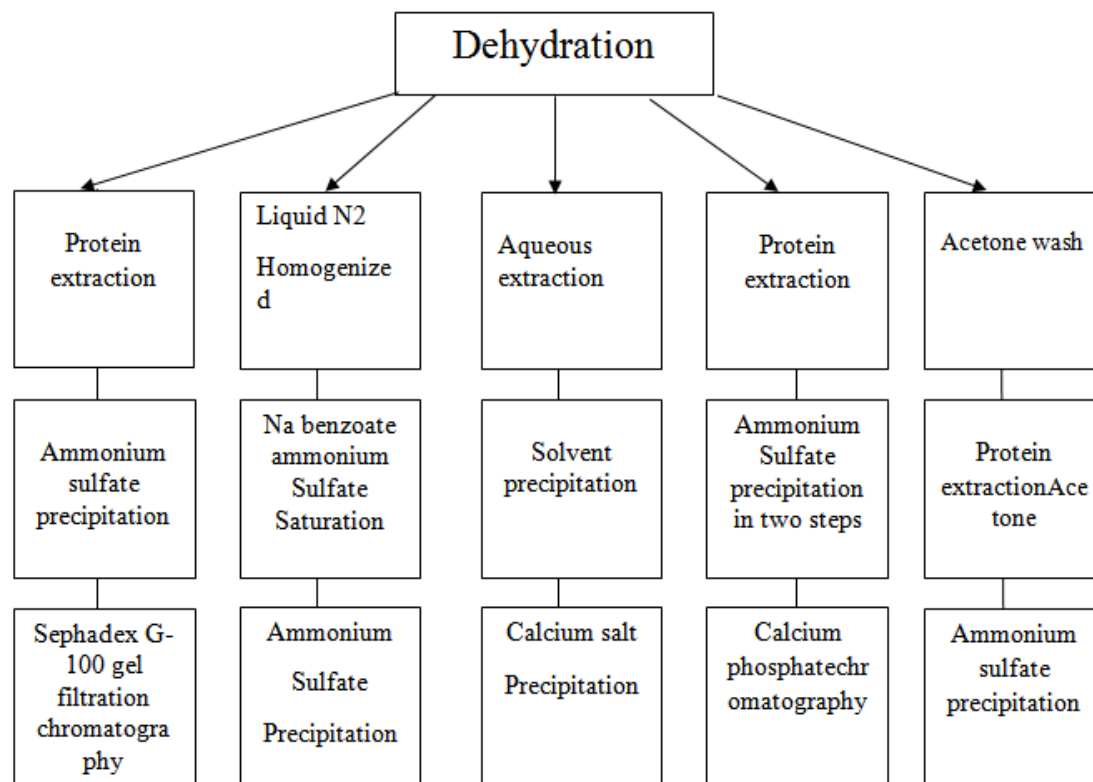 Dehydration
Protein
extraction
Liquid N2
Homogenize
d
Aqueous
extraction
Protein
extraction
Acetone wash
Ammonium
sulfate
precipitation
Na benzoate
ammonium
Sulfate
Saturation
Solvent
precipitation
Ammonium
Sulfate
precipitation
in two steps
Protein
extractionAce
tone
Sephadex G-
100 gel
filtration
chromatogra
phy
Ammonium
Sulfate
Precipitation
Calcium salt
Precipitation
Calcium
phosphatechr
omatography
Ammonium
sulfate
precipitation